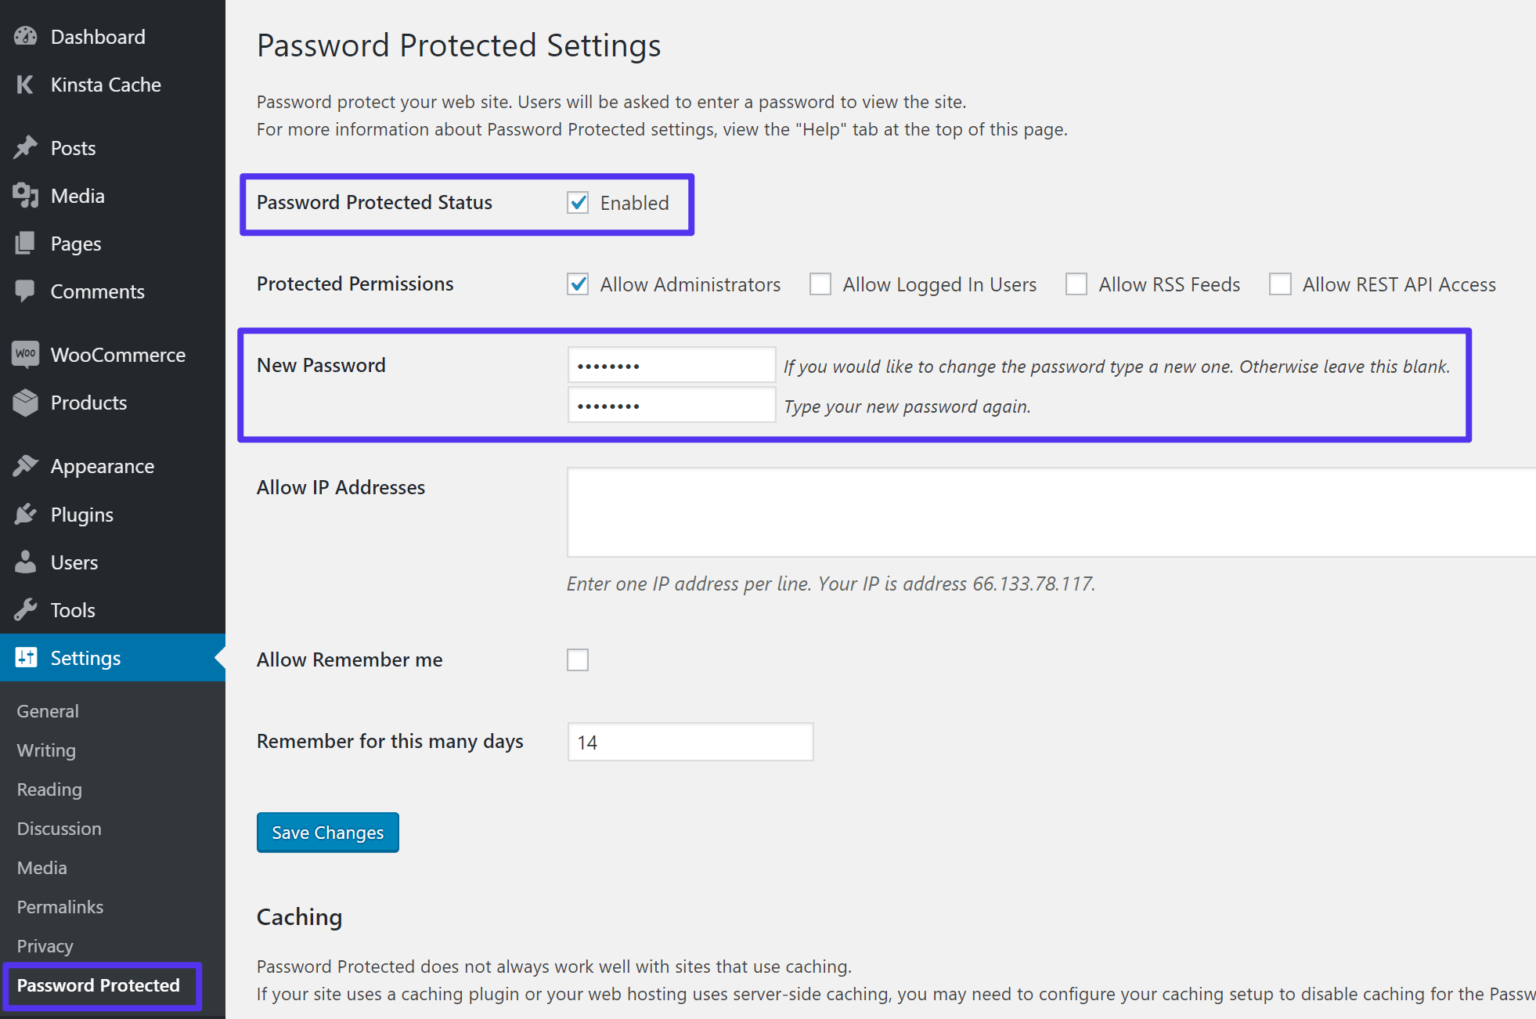 Dashboard
Kinsta Cache
Posts
Media
Pages
Comments
WOO WooCommerce
Products
Appearance
Plugins
Users
Tools
Settings
General
Writing
Reading
Discussion
Media
Permalinks
Privacy
Password Protected
Password Protected Settings
Password protect your web site. Users will be asked to enter a password to view the site.
For more information about Password Protected settings, view the "Help" tab at the top of this page.
Password Protected Status Enabled
Protected Permissions Allow Administrators Allow Logged In Users Allow RSS Feeds Allow REST API Access
New Password •••••••• If you would like to change the password type a new one. Otherwise leave this blank.
•••••••• Type your new password again.
Allow IP Addresses
Enter one IP address per line. Your IP is address 66.133.78.117.
Allow Remember me
Remember for this many days 14
Save Changes
Caching
Password Protected does not always work well with sites that use caching.
If your site uses a caching plugin or your web hosting uses server-side caching, you may need to configure your caching setup to disable caching for the Passw